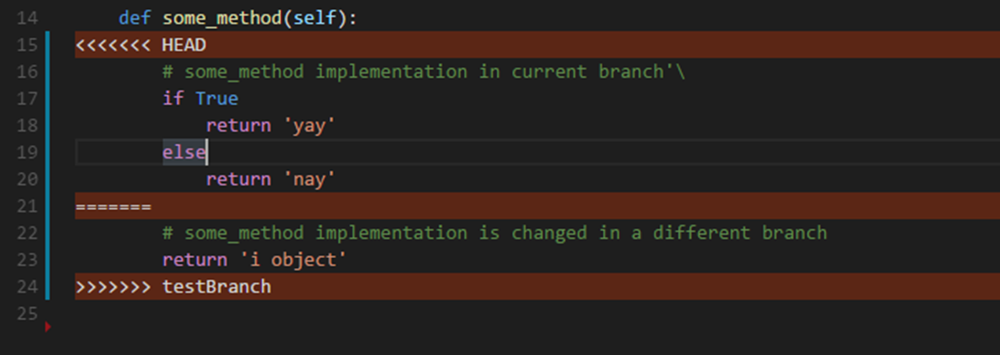 14 def some_method(self):
15 <<<<<<< HEAD
16 # some_method implementation in current branch'\
17 if True
18 return 'yay'
19 else
20 return 'nay'
21 =======
22 # some_method implementation is changed in a different branch
23 return 'i object'
24 >>>>>>> testBranch
25